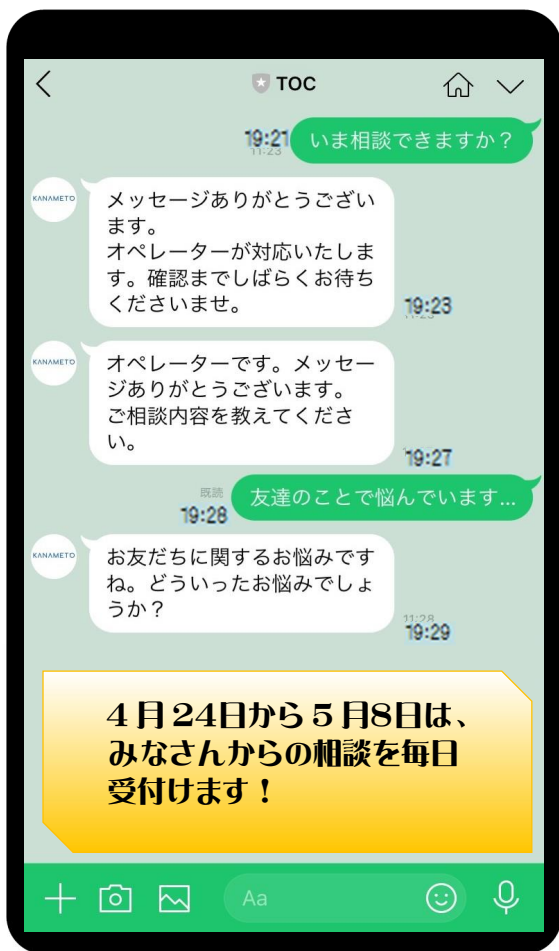 TOC
19:21
いま相談できますか？
KANAMETO
メッセージありがとうござい
ます。
オペレーターが対応いたしま
す。確認までしばらくお待ち
くださいませ。
19:23
KANAMETO
オペレーターです。メッセー
ジありがとうございます。
ご相談内容を教えてくださ
い。
19:27
既読
19:28
友達のことで悩んでいます...
KANAMETO
お友だちに関するお悩みです
ね。どういったお悩みでしょ
うか？
19:29
４月24日から５月8日は、
みなさんからの相談を毎日
受付けます！
Aa